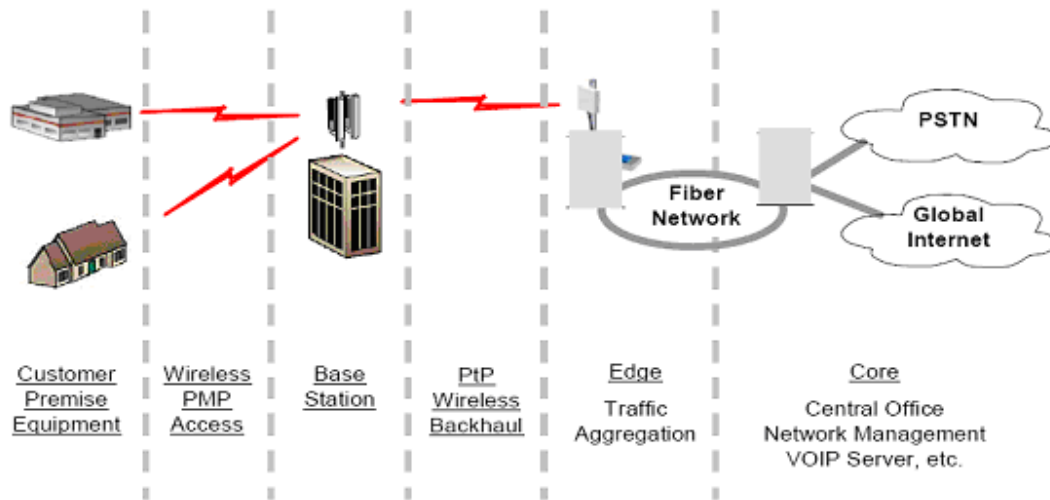 PSTN
Fiber
Network
Global
Internet
Customer
Premise
Equipment
Wireless
PMP
Access
Base
Station
PtP
Wireless
Backhaul
Edge
Traffic
Aggregation
Core
Central Office
Network Management
VOIP Server, etc.